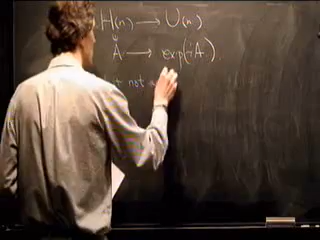 H(n) → U(n)
A → exp(iA)
not a